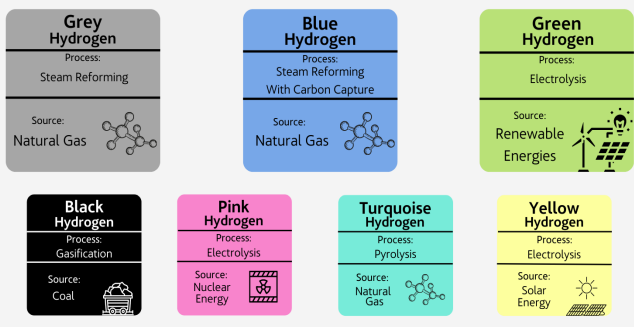 Grey
Hydrogen
Process:
Steam Reforming
Source:
Natural Gas
Blue
Hydrogen
Process:
Steam Reforming
With Carbon Capture
Source:
Natural Gas
Green
Hydrogen
Process:
Electrolysis
Source:
Renewable
Energies
Black
Hydrogen
Process:
Gasification
Source:
Coal
Pink
Hydrogen
Process:
Electrolysis
Source:
Nuclear
Energy
Turquoise
Hydrogen
Process:
Pyrolysis
Source:
Natural
Gas
Yellow
Hydrogen
Process:
Electrolysis
Source:
Solar
Energy